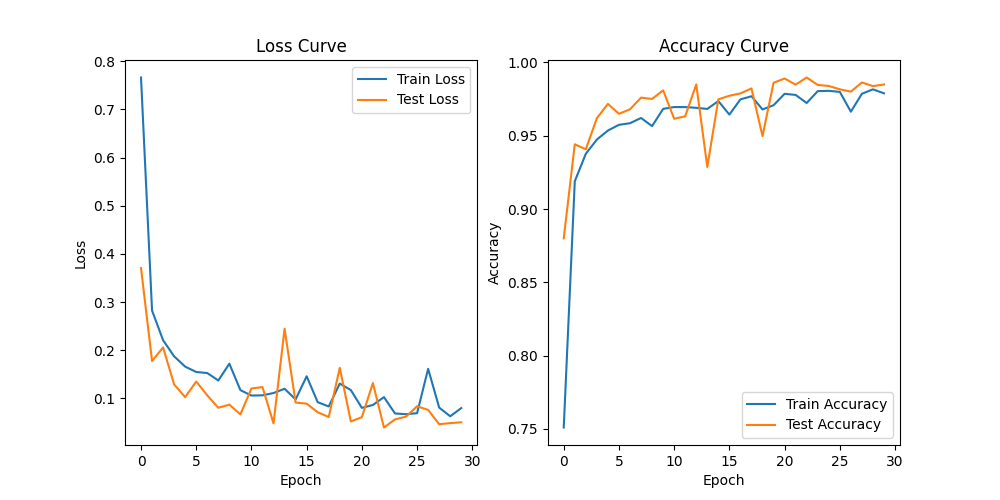 Loss Curve
0.8
0.7
0.6
0.5
0.4
0.3
0.2
0.1
Loss
0 5 10 15 20 25 30
Epoch
Train Loss
Test Loss
Accuracy Curve
1.00
0.95
0.90
0.85
0.80
0.75
Accuracy
0 5 10 15 20 25 30
Epoch
Train Accuracy
Test Accuracy